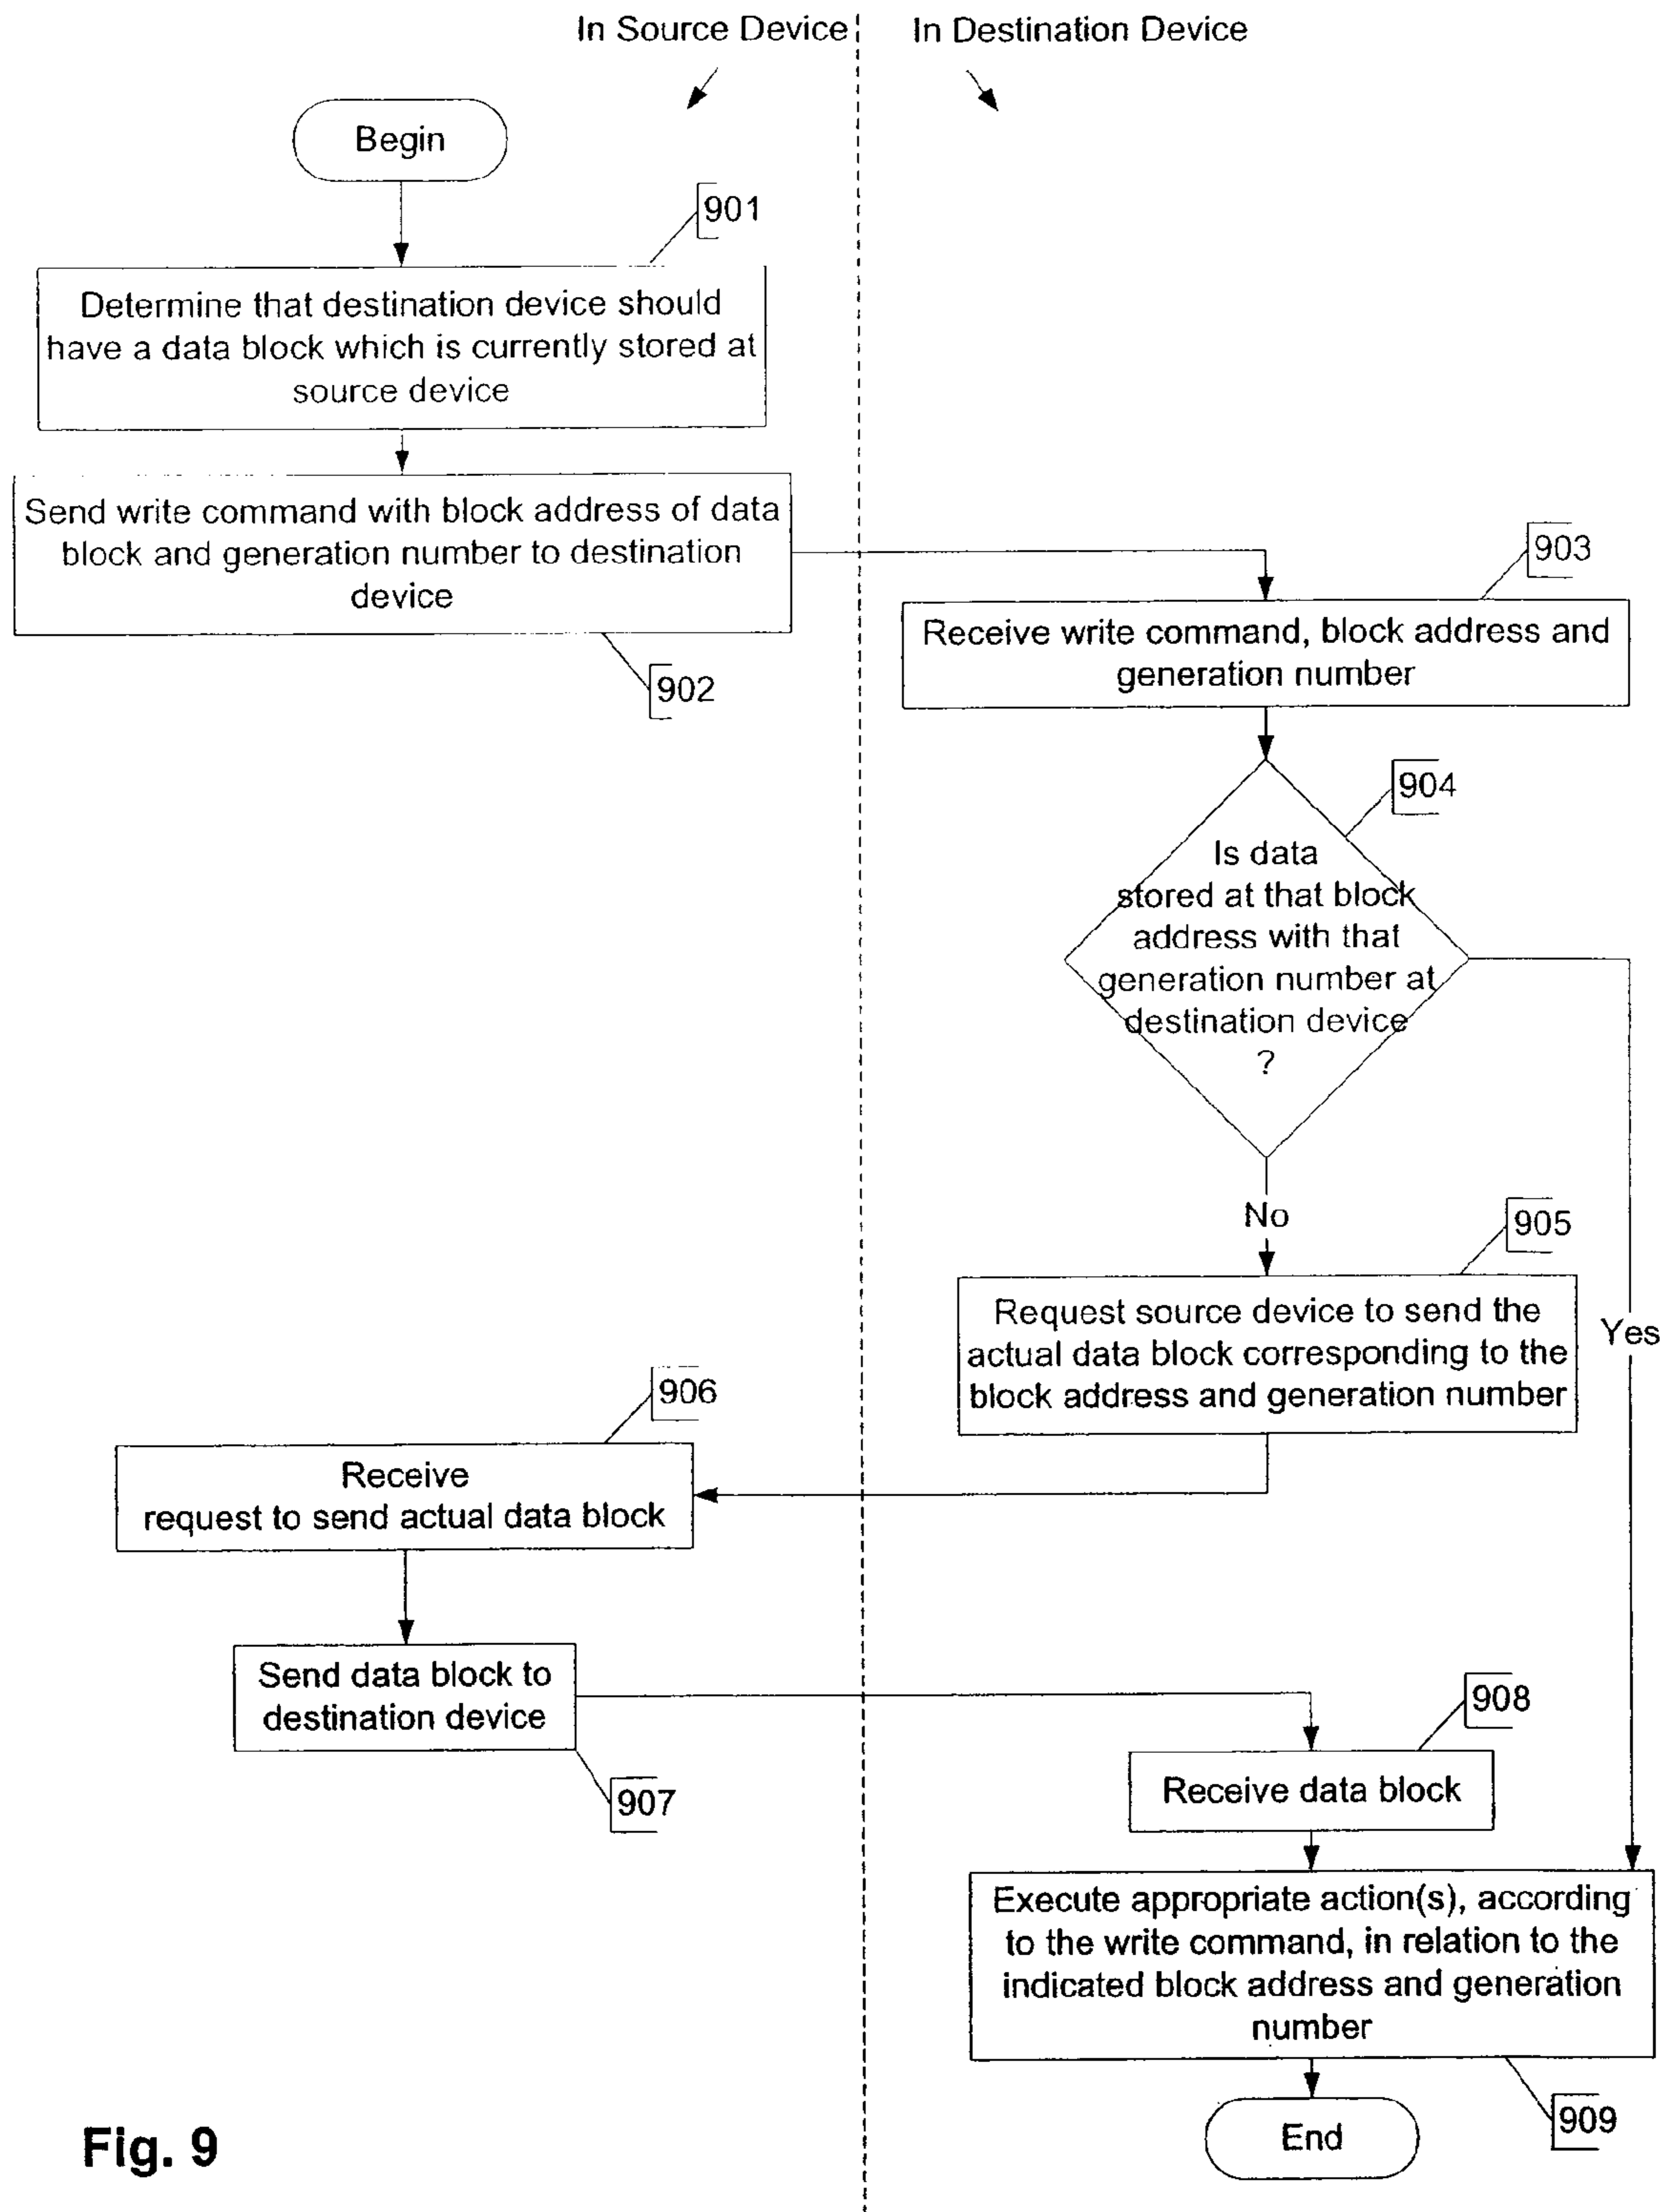 In Source Device
In Destination Device
Begin
901
Determine that destination device should
have a data block which is currently stored at
source device
Send write command with block address of data
block and generation number to destination
device
902
903
Receive write command, block address and
generation number
904
Is data
stored at that block
address with that
generation number at
destination device
?
No
Yes
905
Request source device to send the
actual data block corresponding to the
block address and generation number
906
Receive
request to send actual data block
Send data block to
destination device
907
908
Receive data block
Execute appropriate action(s), according
to the write command, in relation to the
indicated block address and generation
number
909
End
Fig. 9